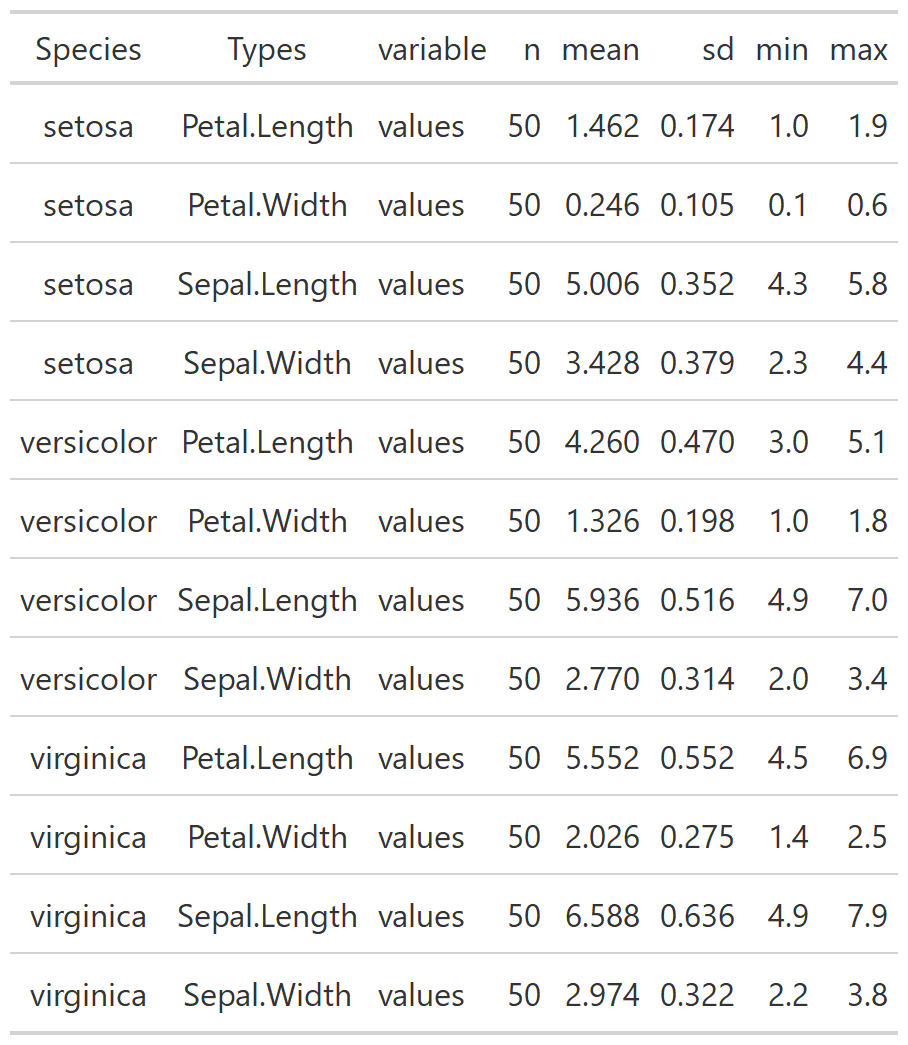 Species Types variable n mean sd min max
setosa Petal.Length values 50 1.462 0.174 1.0 1.9
setosa Petal.Width values 50 0.246 0.105 0.1 0.6
setosa Sepal.Length values 50 5.006 0.352 4.3 5.8
setosa Sepal.Width values 50 3.428 0.379 2.3 4.4
versicolor Petal.Length values 50 4.260 0.470 3.0 5.1
versicolor Petal.Width values 50 1.326 0.198 1.0 1.8
versicolor Sepal.Length values 50 5.936 0.516 4.9 7.0
versicolor Sepal.Width values 50 2.770 0.314 2.0 3.4
virginica Petal.Length values 50 5.552 0.552 4.5 6.9
virginica Petal.Width values 50 2.026 0.275 1.4 2.5
virginica Sepal.Length values 50 6.588 0.636 4.9 7.9
virginica Sepal.Width values 50 2.974 0.322 2.2 3.8